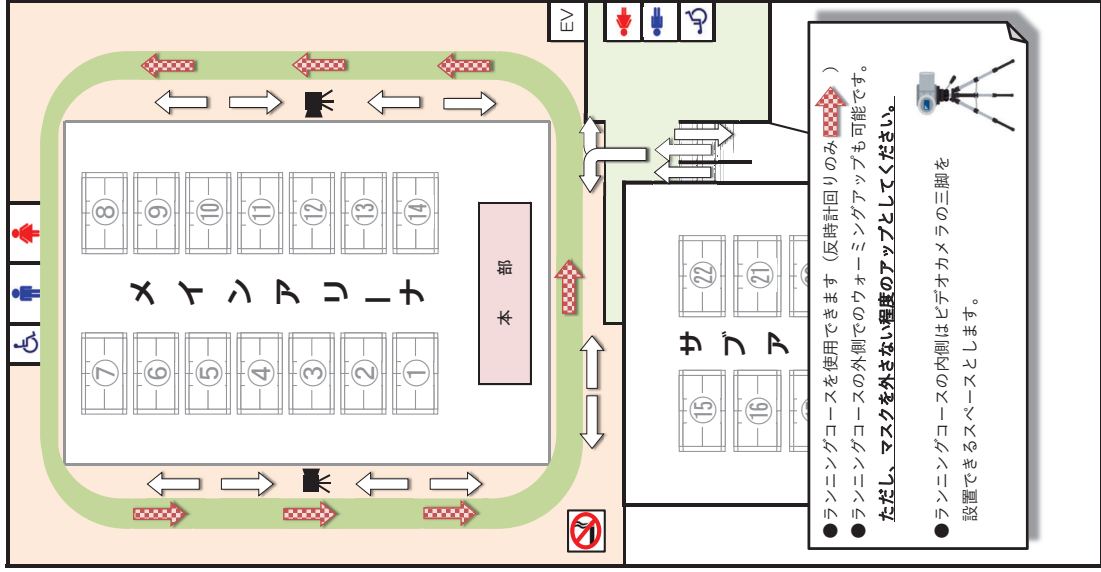 EV
⑧
⑨
⑩
⑪
⑫
⑬
⑭
メインアリーナ
⑦
⑥
⑤
④
③
②
①
本部
㉒
㉑
サブア
⑮
⑯
●ランニングコースを使用できます（反時計回りのみ　）
●ランニングコースの外側でのウォーミングアップも可能です。
ただし、マスクを外さない程度のアップとしてください。
●ランニングコースの内側はビデオカメラの三脚を
設置できるスペースとします。